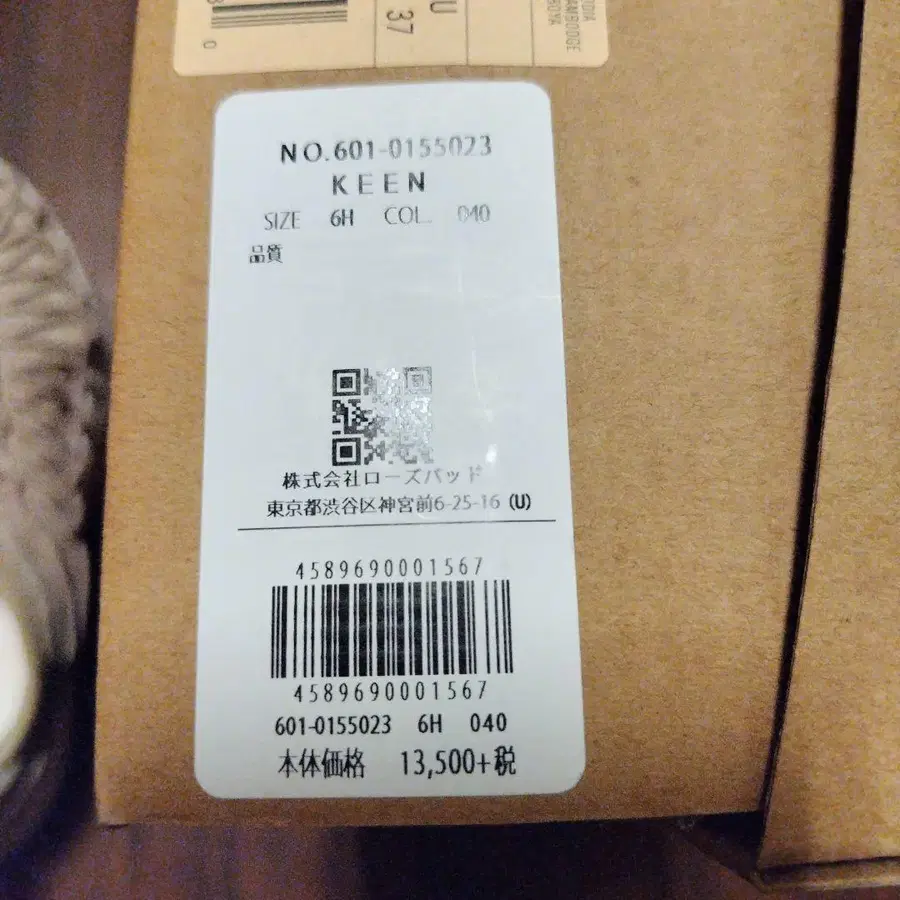 0
U
37
NO.601-0155023
KEEN
SIZE 6H COL. 040
品質
株式会社ローズバッド
東京都渋谷区神宮前6-25-16 (U)
4589690001567
4589690001567
601-0155023 6H 040
本体価格 13,500+税